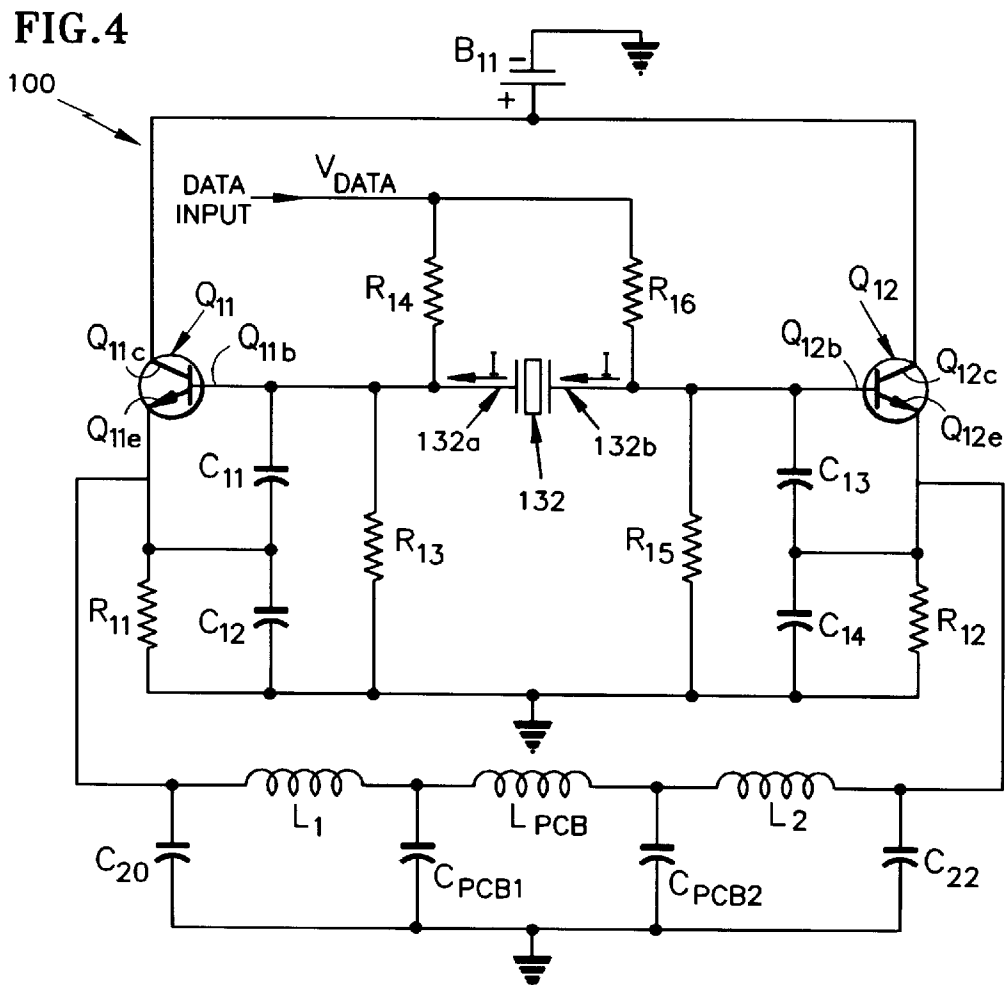 FIG.4
100
B11
−
+
DATA INPUT
VDATA
R14
R16
Q11
Q12
Q11c
Q11b
Q12b
Q12c
I
I
Q11e
Q12e
132a
132b
132
C11
C13
R13
R15
R11
C12
C14
R12
L1
LPCB
L2
C20
CPCB1
CPCB2
C22